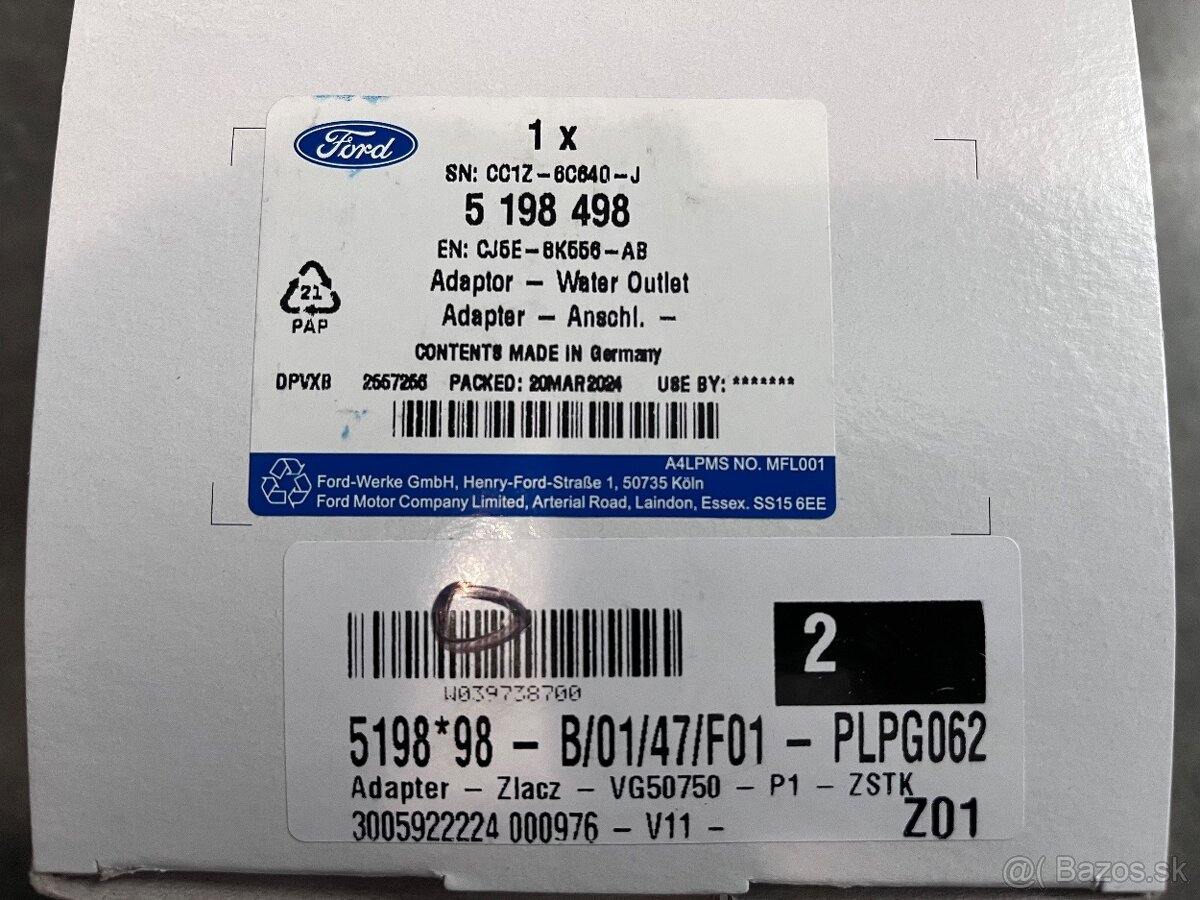 Ford
1 x
SN: CC1Z-6C640-J
5 198 498
EN: CJ5E-8K556-AB
Adaptor - Water Outlet
Adapter - Anschl. -
21
PAP
CONTENTS MADE IN Germany
DPVXB 2557256 PACKED: 20MAR2024 USE BY: *******
A4LPMS NO. MFL001
Ford-Werke GmbH, Henry-Ford-Straße 1, 50735 Köln
Ford Motor Company Limited, Arterial Road, Laindon, Essex. SS15 6EE
2
W039738700
5198*98 - B/01/47/F01 - PLPG062
Adapter - Zlacz - VG50750 - P1 - ZSTK
3005922224 000976 - V11 -
Z01
@( Bazos.sk